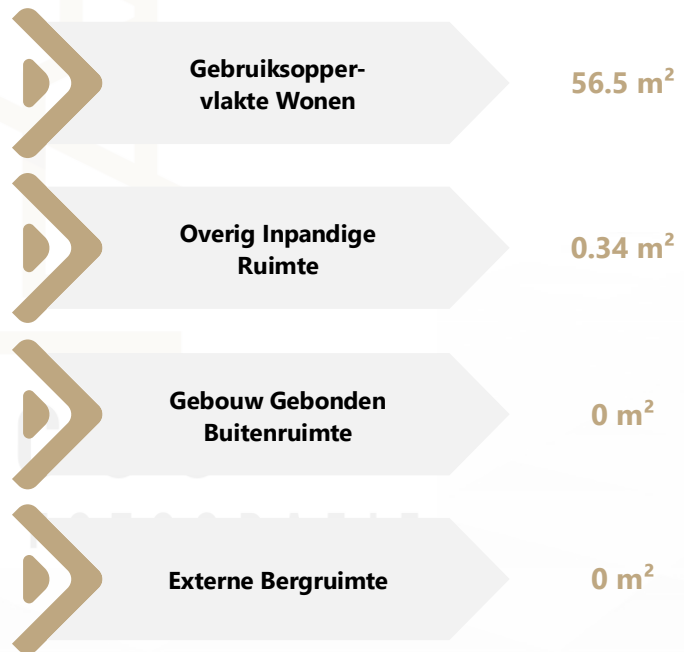 Gebruiksopper-
vlakte Wonen
56.5 m²
Overig Inpandige
Ruimte
0.34 m²
Gebouw Gebonden
Buitenruimte
0 m²
Externe Bergruimte
0 m²